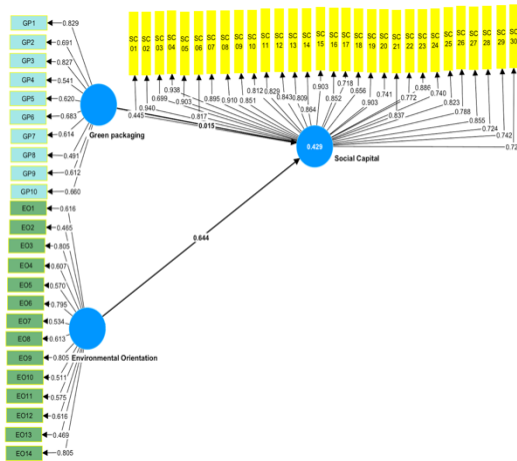 GP1
GP2
GP3
GP4
GP5
GP6
GP7
GP8
GP9
GP10
EO1
EO2
EO3
EO4
EO5
EO6
EO7
EO8
EO9
EO10
EO11
EO12
EO13
EO14
0.829
0.691
0.827
0.541
0.620
0.683
0.614
0.491
0.612
0.660
0.616
0.465
0.805
0.607
0.570
0.795
0.534
0.613
0.805
0.511
0.575
0.616
0.469
0.805
Green packaging
Environmental Orientation
0.015
0.644
0.429
Social Capital
SC 01
SC 02
SC 03
SC 04
SC 05
SC 06
SC 07
SC 08
SC 09
SC 10
SC 11
SC 12
SC 13
SC 14
SC 15
SC 16
SC 17
SC 18
SC 19
SC 20
SC 21
SC 22
SC 23
SC 24
SC 25
SC 26
SC 27
SC 28
SC 29
SC 30
0.445
0.940
0.699
0.938
0.903
0.817
0.895
0.910
0.851
0.812
0.829
0.843
0.809
0.864
0.903
0.852
0.718
0.656
0.903
0.741
0.837
0.772
0.886
0.740
0.823
0.788
0.855
0.724
0.742